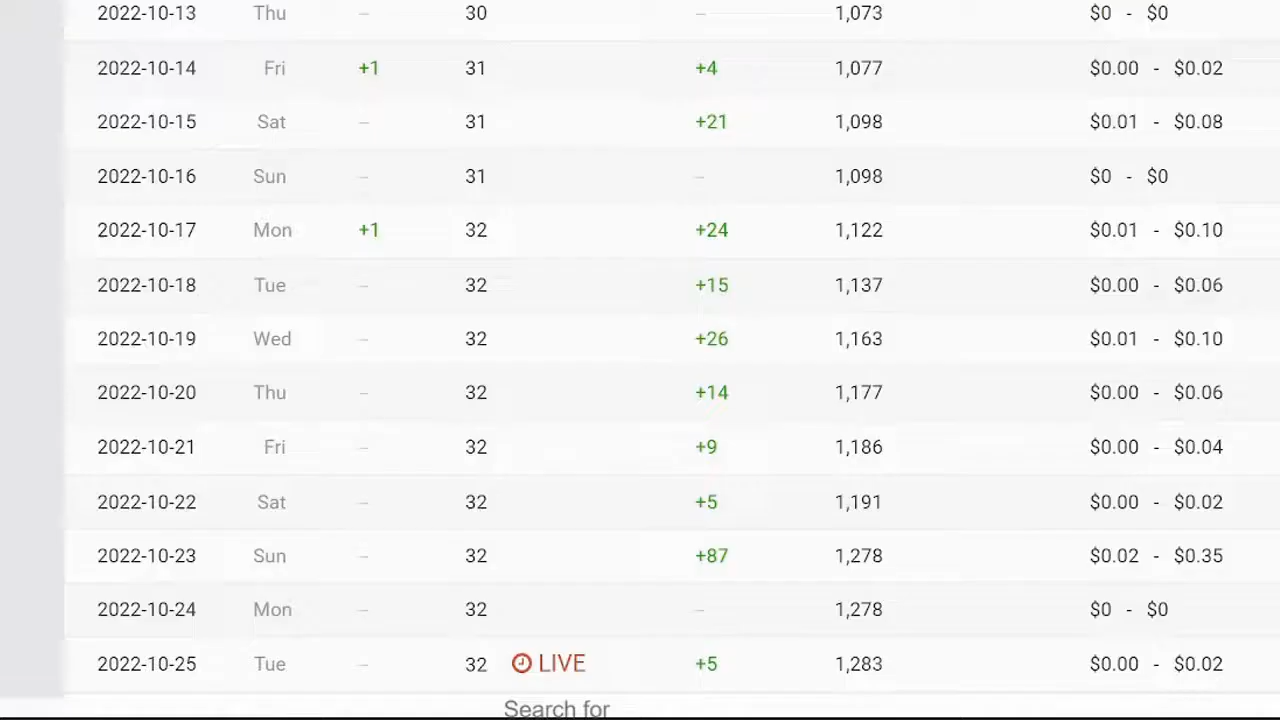 2022-10-13 Thu – 30 – 1,073 $0 - $0
2022-10-14 Fri +1 31 +4 1,077 $0.00 - $0.02
2022-10-15 Sat – 31 +21 1,098 $0.01 - $0.08
2022-10-16 Sun – 31 – 1,098 $0 - $0
2022-10-17 Mon +1 32 +24 1,122 $0.01 - $0.10
2022-10-18 Tue – 32 +15 1,137 $0.00 - $0.06
2022-10-19 Wed – 32 +26 1,163 $0.01 - $0.10
2022-10-20 Thu – 32 +14 1,177 $0.00 - $0.06
2022-10-21 Fri – 32 +9 1,186 $0.00 - $0.04
2022-10-22 Sat – 32 +5 1,191 $0.00 - $0.02
2022-10-23 Sun – 32 +87 1,278 $0.02 - $0.35
2022-10-24 Mon – 32 – 1,278 $0 - $0
2022-10-25 Tue – 32 LIVE +5 1,283 $0.00 - $0.02
Search for